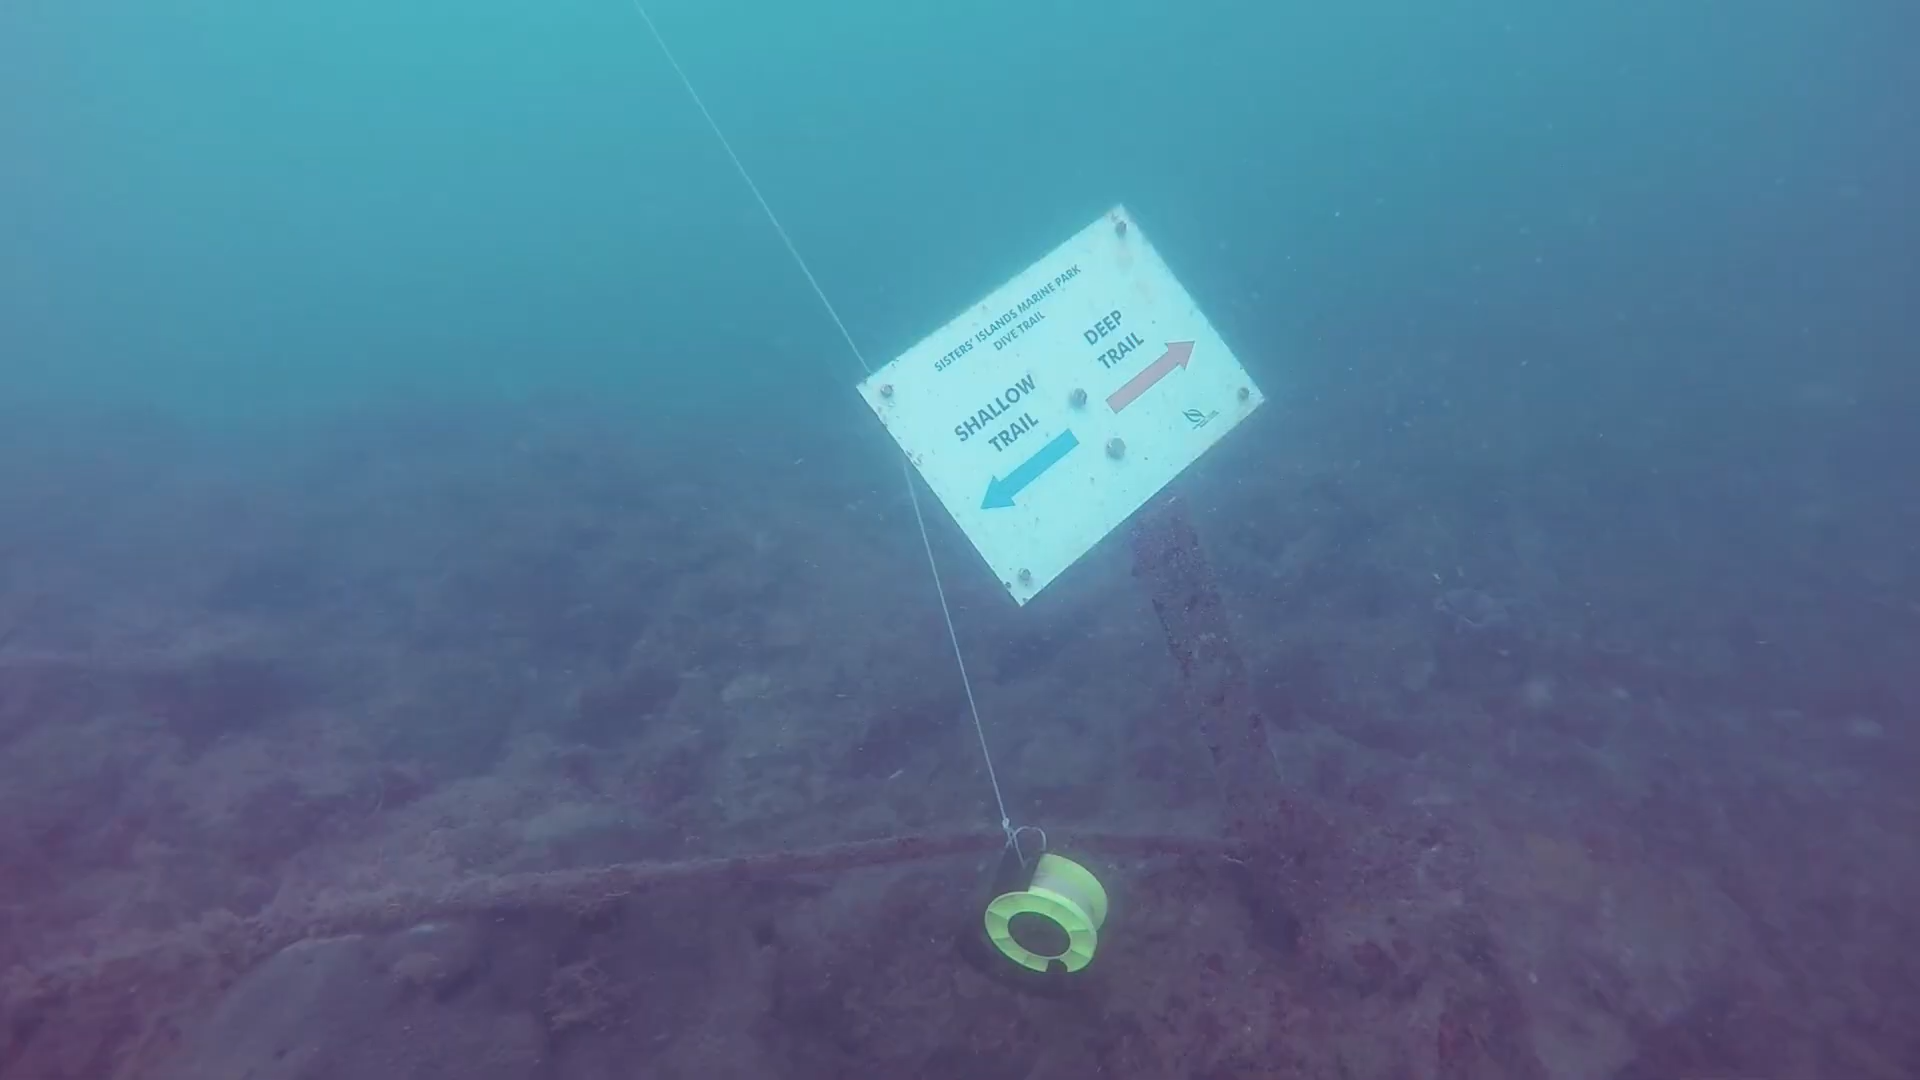 SISTERS' ISLANDS MARINE PARK
DIVE TRAIL
SHALLOW
TRAIL
DEEP
TRAIL